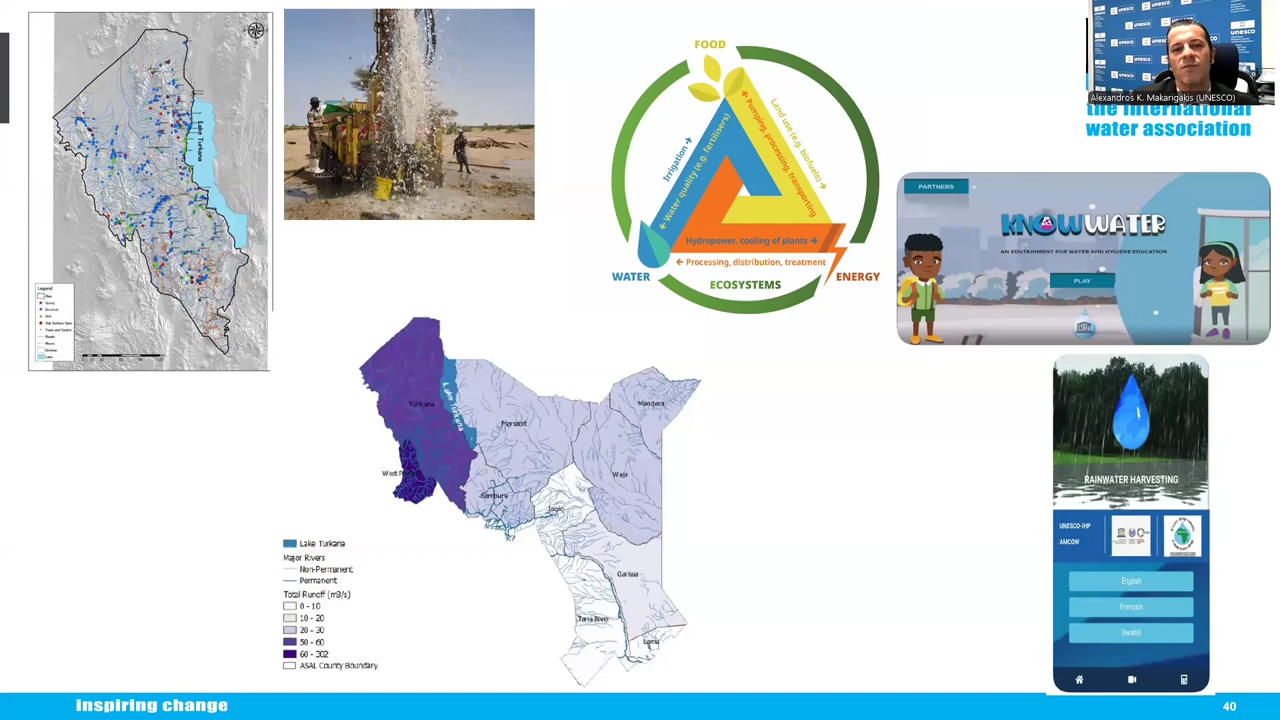 Lake Turkana
Legend
FOOD
Irrigation →
← Water quality (e.g. fertilisers)
← Pumping, processing, transporting
Land use (e.g. biofuels) →
Hydropower, cooling of plants →
← Processing, distribution, treatment
WATER
ENERGY
ECOSYSTEMS
unesco
Alexandros K. Makarigakis (UNESCO)
the international
water association
PARTNERS
KNOWWATER
AN EDUTAINMENT FOR WATER AND HYGIENE EDUCATION
PLAY
RAINWATER HARVESTING
UNESCO-IHP
AMCOW
English
Français
Swahili
Turkana
Lake Turkana
Marsabit
Mandera
Wajir
Samburu
Isiolo
Garissa
Tana River
Lamu
Lake Turkana
Major Rivers
Non-Permanent
Permanent
Total Runoff (m3/s)
0 - 10
10 - 20
20 - 30
50 - 60
60 - 302
ASAL County Boundary
inspiring change
40